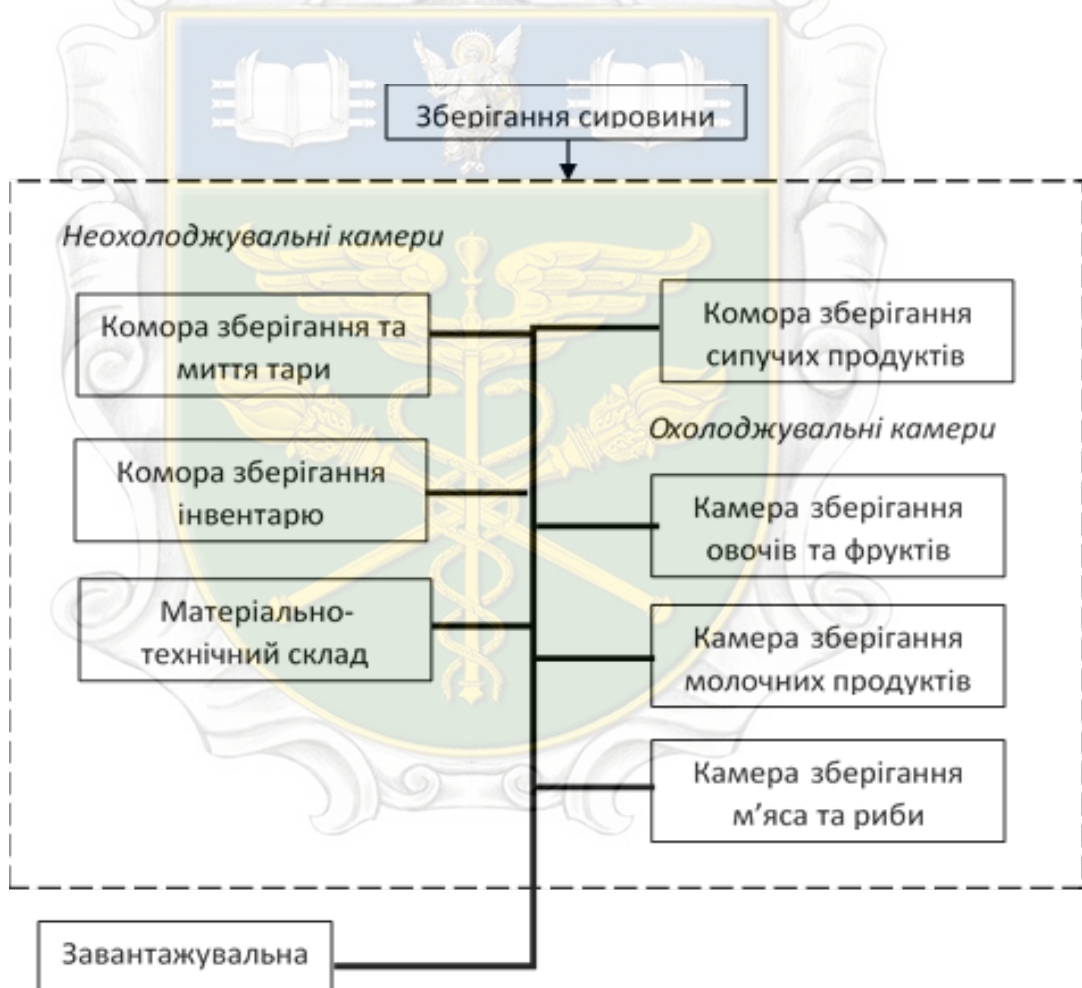 Зберігання сировини
Неохолоджувальні камери
Комора зберігання та
миття тари
Комора зберігання
інвентарю
Матеріально-
технічний склад
Комора зберігання
сипучих продуктів
Охолоджувальні камери
Камера зберігання
овочів та фруктів
Камера зберігання
молочних продуктів
Камера зберігання
м’яса та риби
Завантажувальна